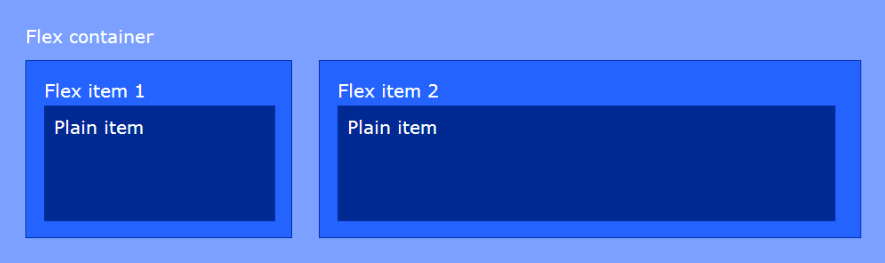 Flex container
Flex item 1
Plain item
Flex item 2
Plain item